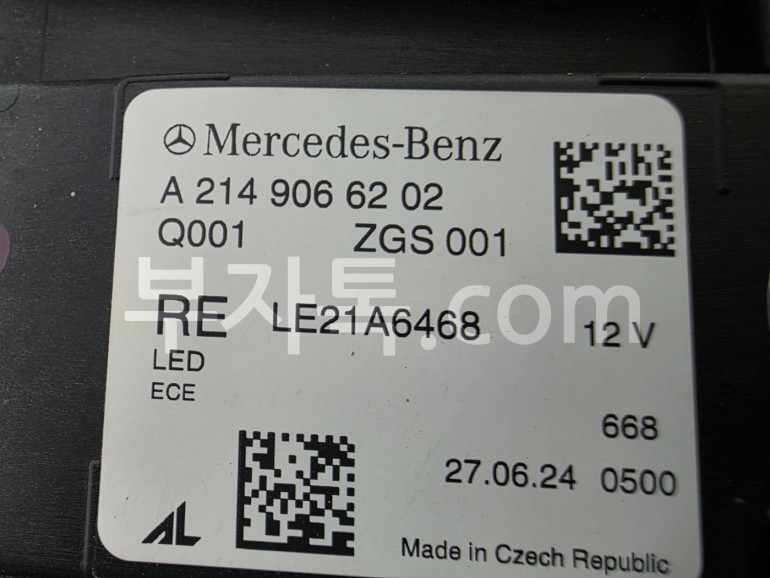 Mercedes-Benz
A 214 906 62 02
Q001 ZGS 001
부자톡.com
RE LE21A6468 12 V
LED
ECE
668
27.06.24 0500
AL
Made in Czech Republic